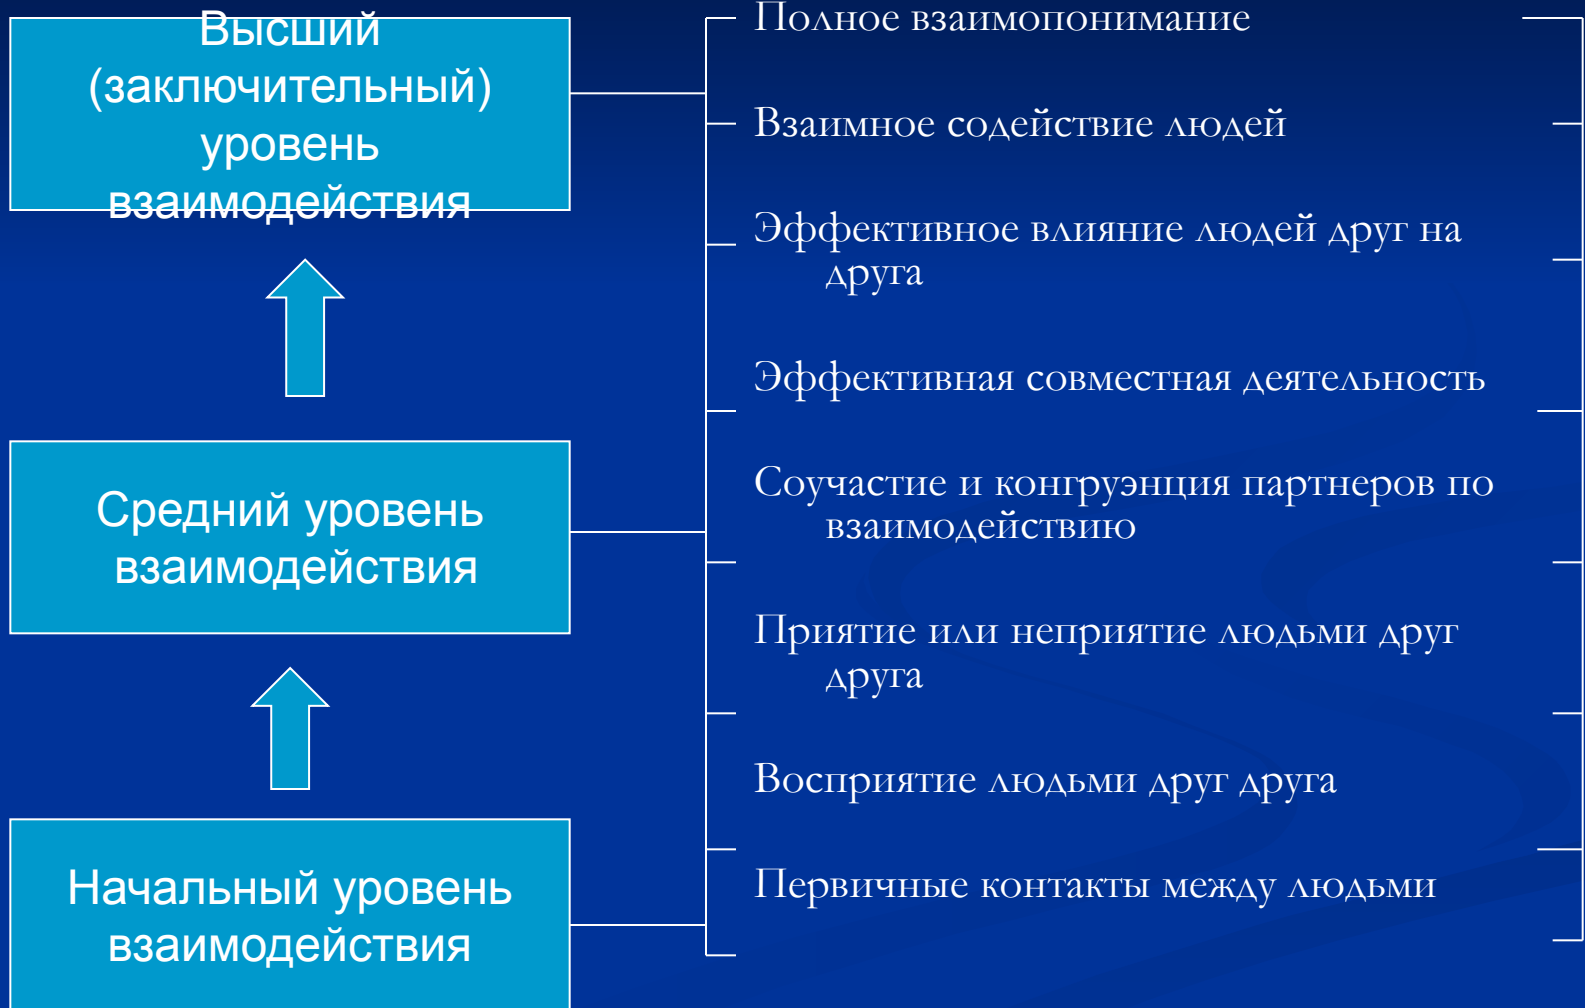 Высший
(заключительный)
уровень
взаимодействия
Средний уровень
взаимодействия
Начальный уровень
взаимодействия
Полное взаимопонимание
Взаимное содействие людей
Эффективное влияние людей друг на
друга
Эффективная совместная деятельность
Соучастие и конгруэнция партнеров по
взаимодействию
Приятие или неприятие людьми друг
друга
Восприятие людьми друг друга
Первичные контакты между людьми